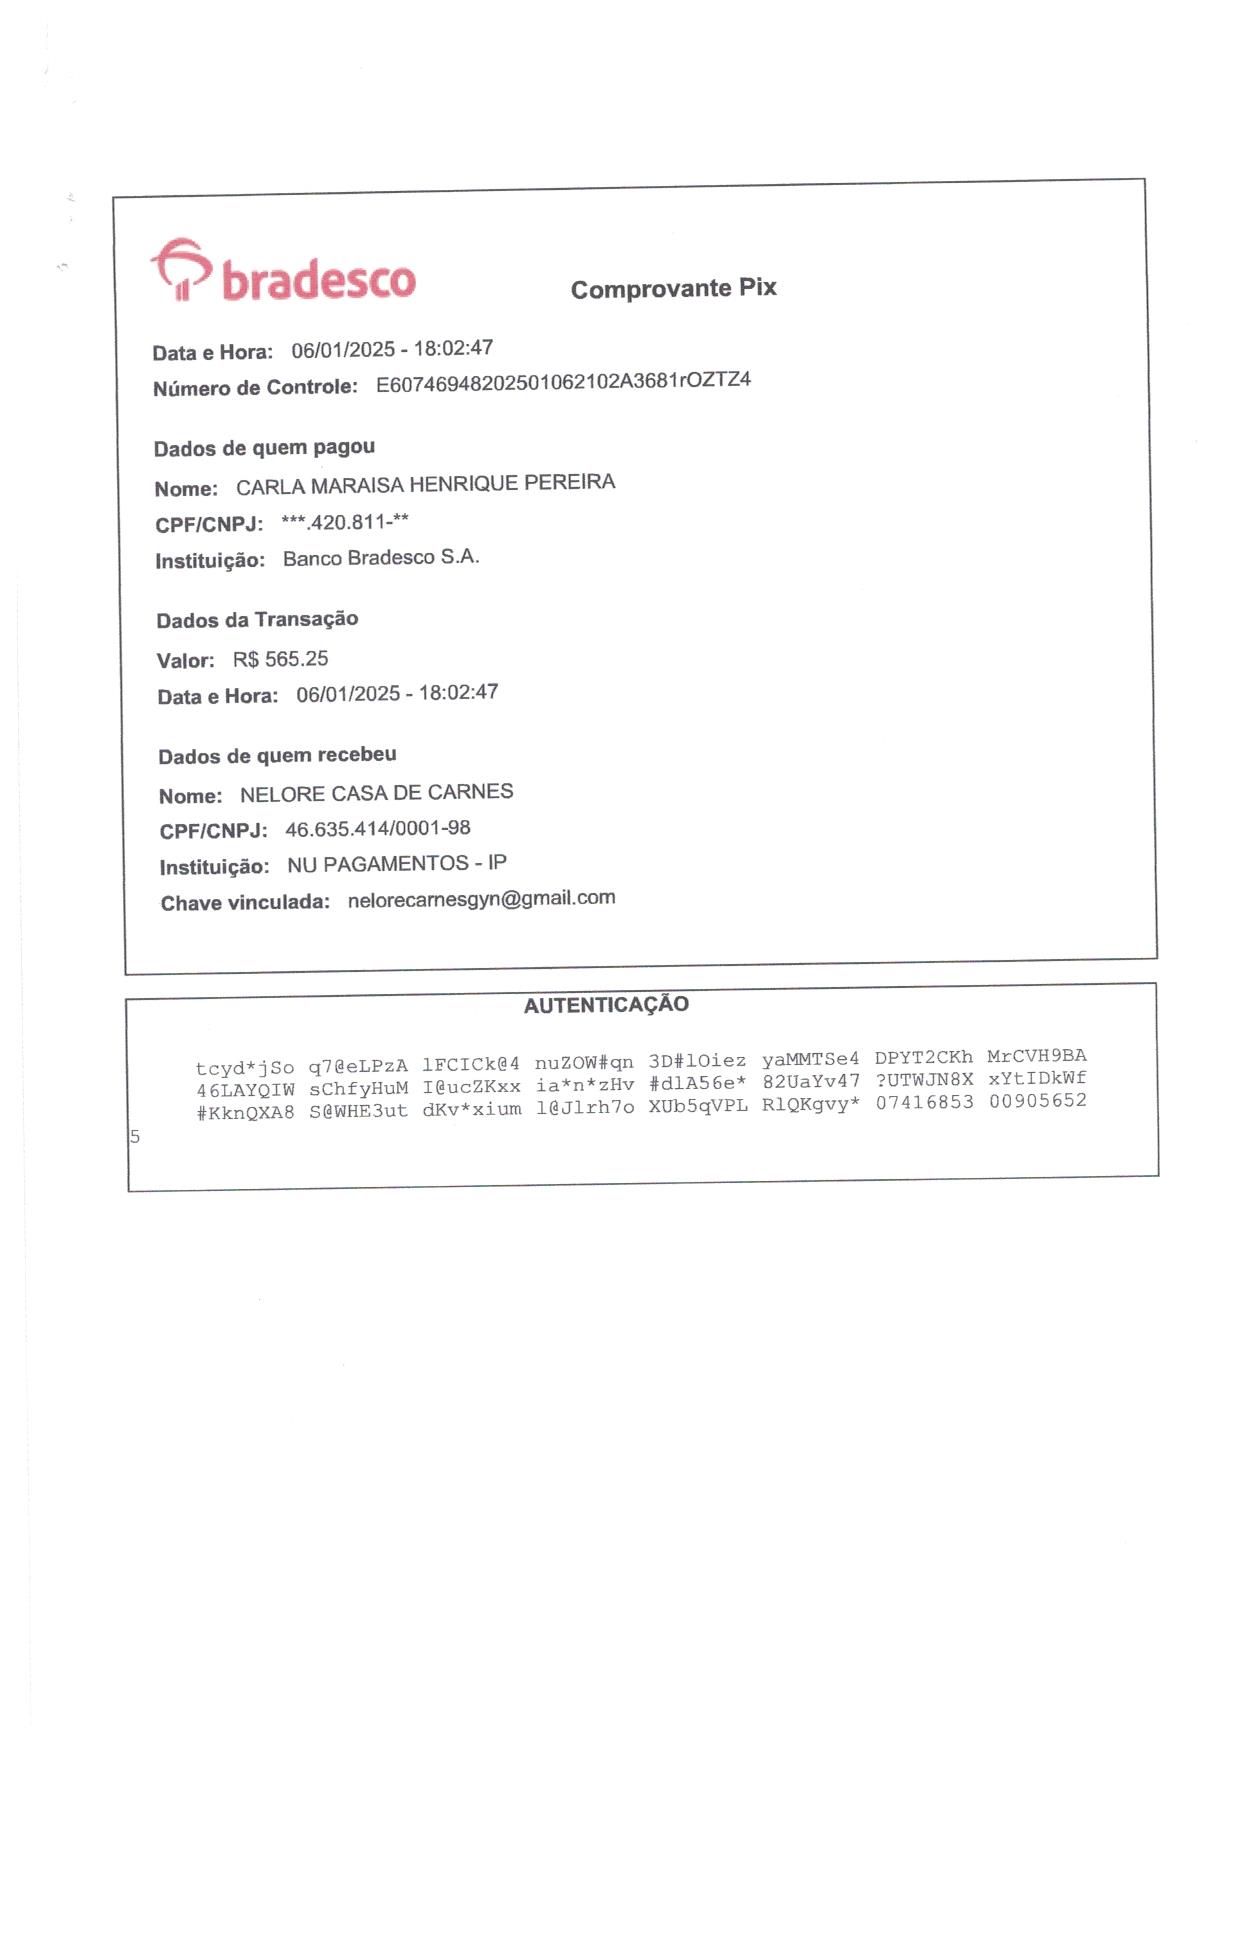 bradesco
Comprovante Pix
Data e Hora: 06/01/2025 - 18:02:47
Número de Controle: E60746948202501062102A3681rOZTZ4
Dados de quem pagou
Nome: CARLA MARAISA HENRIQUE PEREIRA
CPF/CNPJ: ***.420.811-**
Instituição: Banco Bradesco S.A.
Dados da Transação
Valor: R$ 565.25
Data e Hora: 06/01/2025 - 18:02:47
Dados de quem recebeu
Nome: NELORE CASA DE CARNES
CPF/CNPJ: 46.635.414/0001-98
Instituição: NU PAGAMENTOS - IP
Chave vinculada: nelorecarnesgyn@gmail.com
AUTENTICAÇÃO
tcyd*jSo q7@eLPzA lFCICk@4 nuZOW#qn 3D#lOiez yaMMTSe4 DPYT2CKh MrCVH9BA
46LAYQIW sChfyHuM I@ucZKxx ia*n*zHv #dlA56e* 82UaYv47 ?UTWJN8X xYtIDkWf
#KknQXA8 S@WHE3ut dKv*xium l@Jlrh7o XUb5qVPL RlQKgvy* 07416853 00905652
5